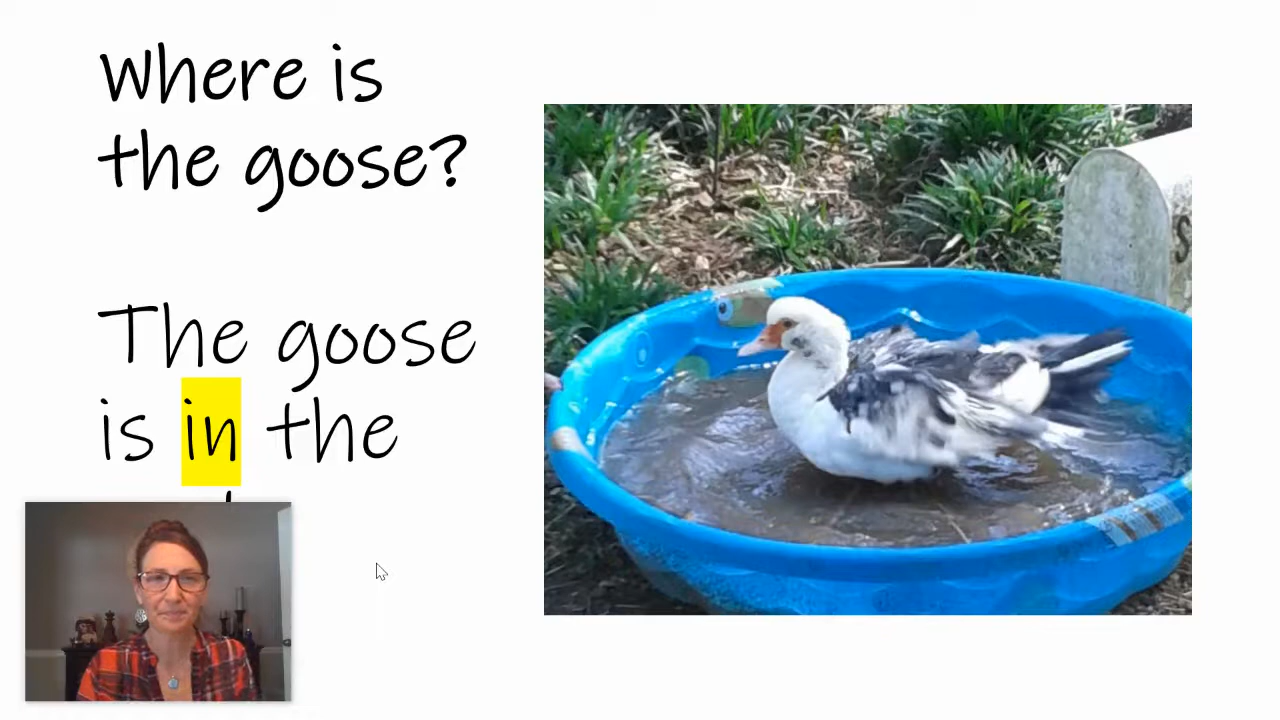 Where is
the goose?
The goose
is in the
S